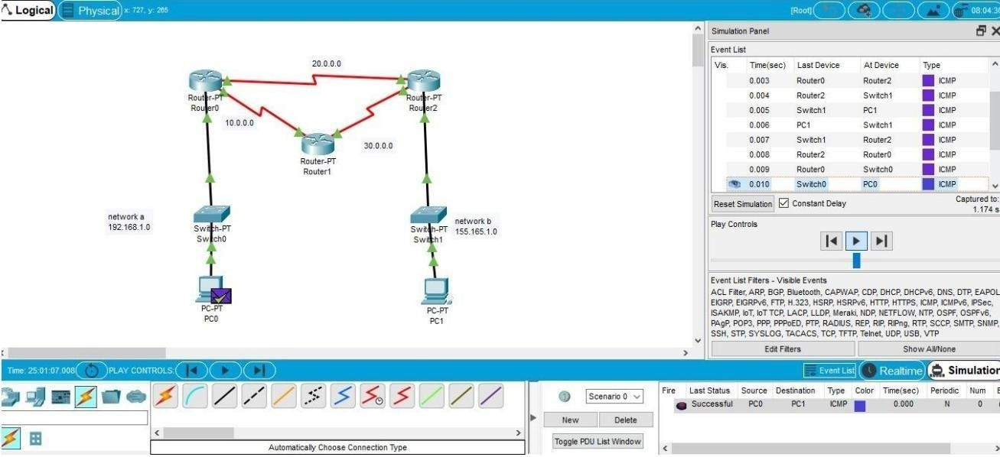 Logical Physical x: 727, y: 265 [Root] 08:04:30
20.0.0.0
Router-PT
Router0
Router-PT
Router2
10.0.0.0
30.0.0.0
Router-PT
Router1
network a
192.168.1.0
Switch-PT
Switch0
Switch-PT
Switch1
network b
155.165.1.0
PC-PT
PC0
PC-PT
PC1
Simulation Panel
Event List
Vis. Time(sec) Last Device At Device Type
0.003 Router0 Router2 ICMP
0.004 Router2 Switch1 ICMP
0.005 Switch1 PC1 ICMP
0.006 PC1 Switch1 ICMP
0.007 Switch1 Router2 ICMP
0.008 Router2 Router0 ICMP
0.009 Router0 Switch0 ICMP
0.010 Switch0 PC0 ICMP
Reset Simulation Constant Delay Captured to:
1.174 s
Play Controls
Event List Filters - Visible Events
ACL Filter, ARP, BGP, Bluetooth, CAPWAP, CDP, DHCP, DHCPv6, DNS, DTP, EAPOL
EIGRP, EIGRPv6, FTP, H.323, HSRP, HSRPv6, HTTP, HTTPS, ICMP, ICMPv6, IPSec,
ISAKMP, IoT, IoT TCP, LACP, LLDP, Meraki, NDP, NETFLOW, NTP, OSPF, OSPFv6,
PAgP, POP3, PPP, PPPoED, PTP, RADIUS, REP, RIP, RIPng, RTP, SCCP, SMTP, SNMP,
SSH, STP, SYSLOG, TACACS, TCP, TFTP, Telnet, UDP, USB, VTP
Edit Filters Show All/None
Time: 25:01:07.008 PLAY CONTROLS: Event List Realtime Simulation
Scenario 0
New Delete
Toggle PDU List Window
Fire Last Status Source Destination Type Color Time(sec) Periodic Num E
Successful PC0 PC1 ICMP 0.000 N 0
Automatically Choose Connection Type